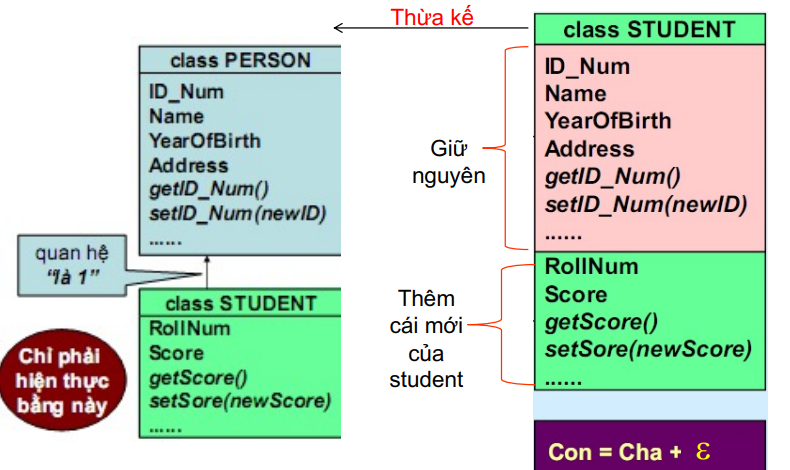 Thừa kế
class PERSON
ID_Num
Name
YearOfBirth
Address
getID_Num()
setID_Num(newID)
......
quan hệ
“là 1”
class STUDENT
RollNum
Score
getScore()
setSore(newScore)
......
Chỉ phải
hiện thực
bằng này
class STUDENT
Giữ
nguyên
ID_Num
Name
YearOfBirth
Address
getID_Num()
setID_Num(newID)
......
Thêm
cái mới
của
student
RollNum
Score
getScore()
setSore(newScore)
......
Con = Cha + ε